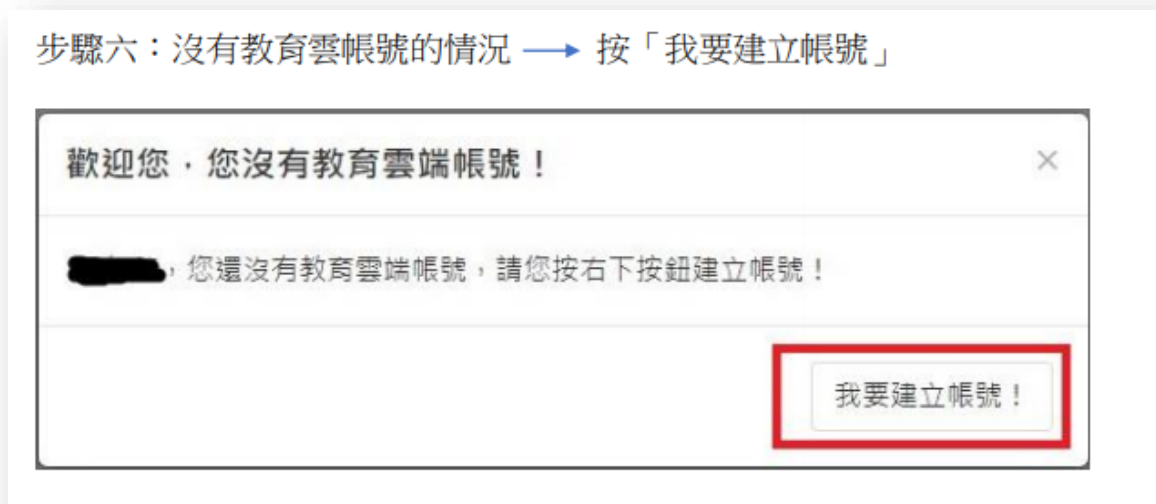 步驟六：沒有教育雲帳號的情況 → 按「我要建立帳號」
歡迎您，您沒有教育雲端帳號！
×
，您還沒有教育雲端帳號，請您按右下按鈕建立帳號！
我要建立帳號！